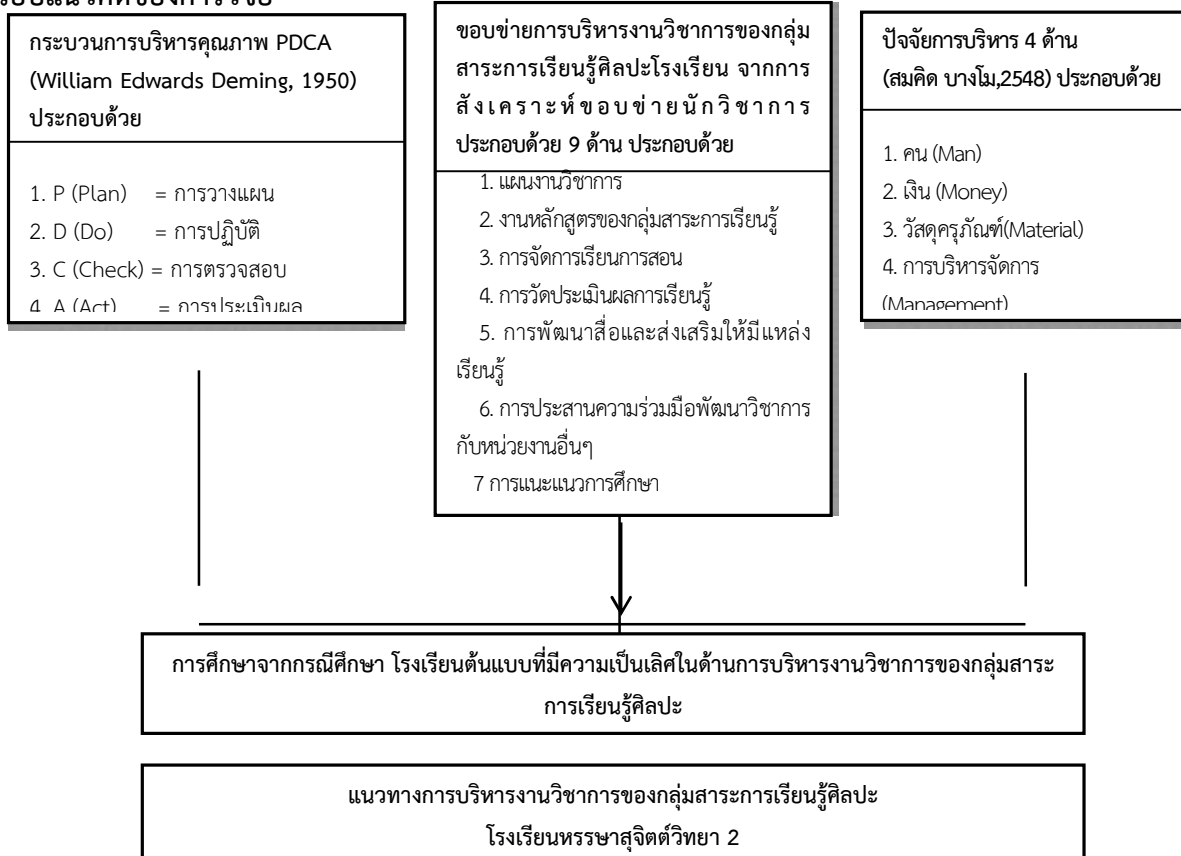 กระบวนการบริหารคุณภาพ PDCA
(William Edwards Deming, 1950)
ประกอบด้วย
1. P (Plan) = การวางแผน
2. D (Do) = การปฏิบัติ
3. C (Check) = การตรวจสอบ
4. A (Act) = การประเมินผล
ขอบข่ายการบริหารงานวิชาการของกลุ่ม
สาระการเรียนรู้ศิลปะโรงเรียน จากการ
สังเคราะห์ขอบข่ายนักวิชาการ
ประกอบด้วย 9 ด้าน ประกอบด้วย
1. แผนงานวิชาการ
2. งานหลักสูตรของกลุ่มสาระการเรียนรู้
3. การจัดการเรียนการสอน
4. การวัดประเมินผลการเรียนรู้
5. การพัฒนาสื่อและส่งเสริมให้มีแหล่ง
เรียนรู้
6. การประสานความร่วมมือพัฒนาวิชาการ
กับหน่วยงานอื่นๆ
7 การแนะแนวการศึกษา
ปัจจัยการบริหาร 4 ด้าน
(สมคิด บางโม,2548) ประกอบด้วย
1. คน (Man)
2. เงิน (Money)
3. วัสดุครุภัณฑ์(Material)
4. การบริหารจัดการ
(Management)
การศึกษาจากกรณีศึกษา โรงเรียนต้นแบบที่มีความเป็นเลิศในด้านการบริหารงานวิชาการของกลุ่มสาระ
การเรียนรู้ศิลปะ
แนวทางการบริหารงานวิชาการของกลุ่มสาระการเรียนรู้ศิลปะ
โรงเรียนหรรษาสุจิตต์วิทยา 2